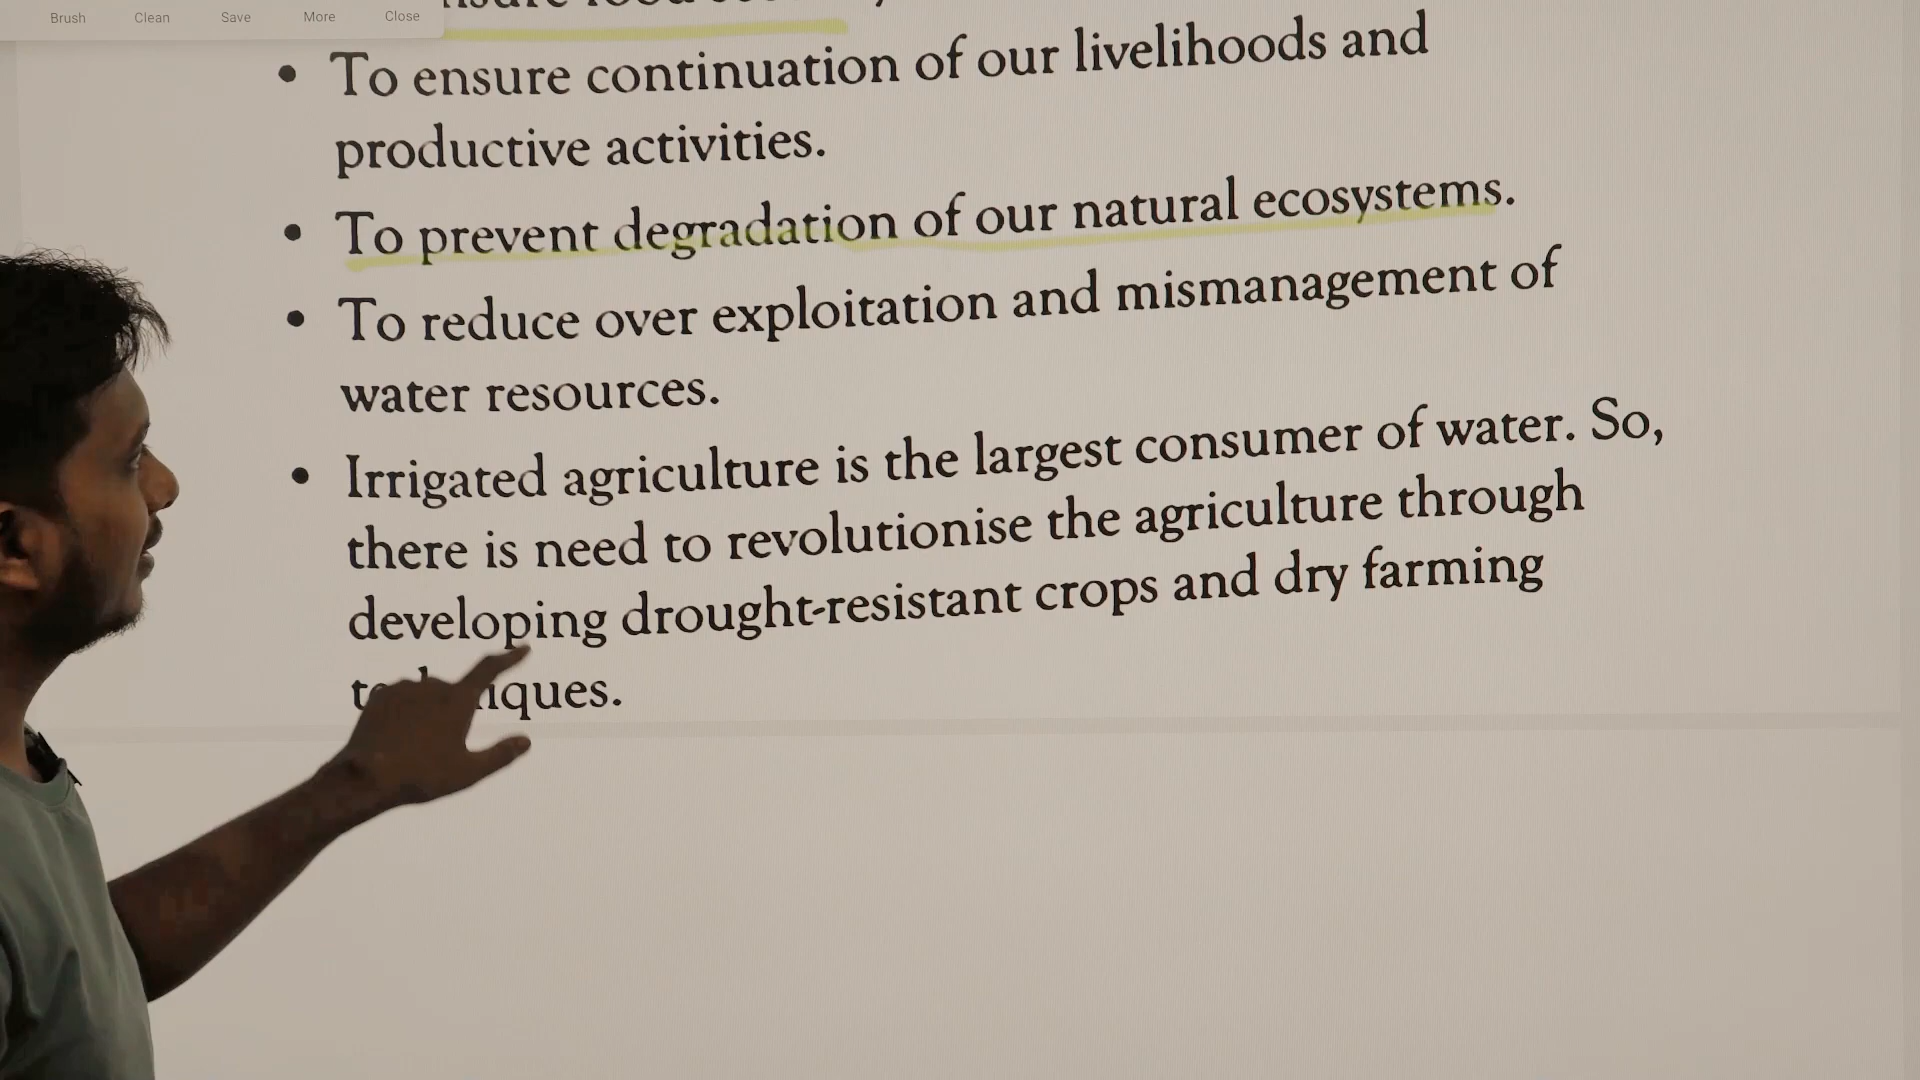 Brush Clean Save More Close
• To ensure continuation of our livelihoods and
productive activities.
• To prevent degradation of our natural ecosystems.
• To reduce over exploitation and mismanagement of
water resources.
• Irrigated agriculture is the largest consumer of water. So,
there is need to revolutionise the agriculture through
developing drought-resistant crops and dry farming